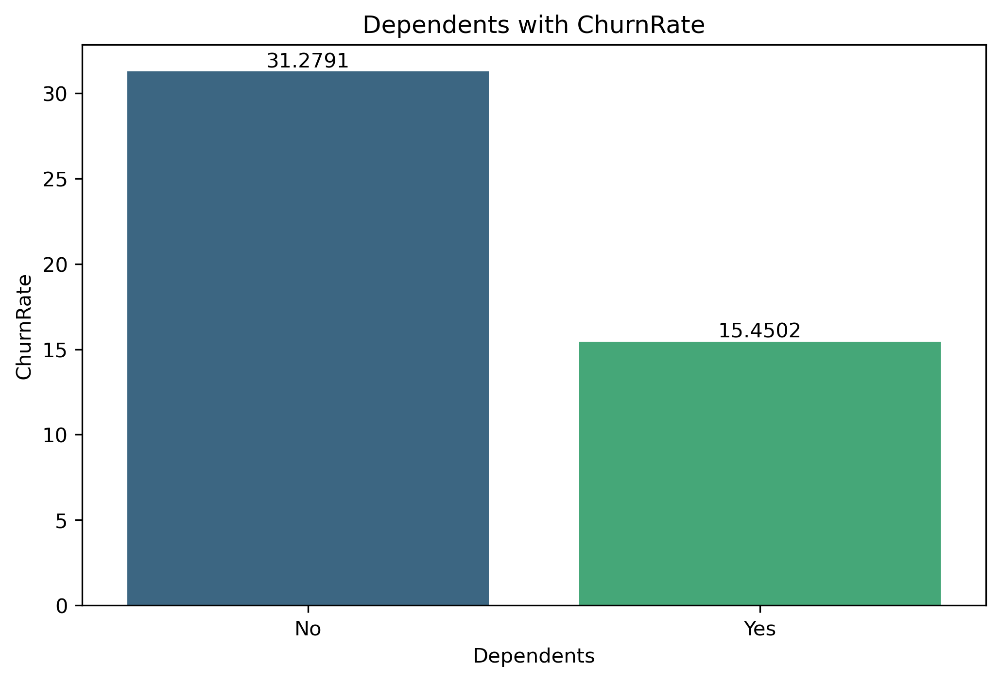 Dependents with ChurnRate
31.2791
15.4502
30
25
20
15
10
5
0
ChurnRate
No
Yes
Dependents